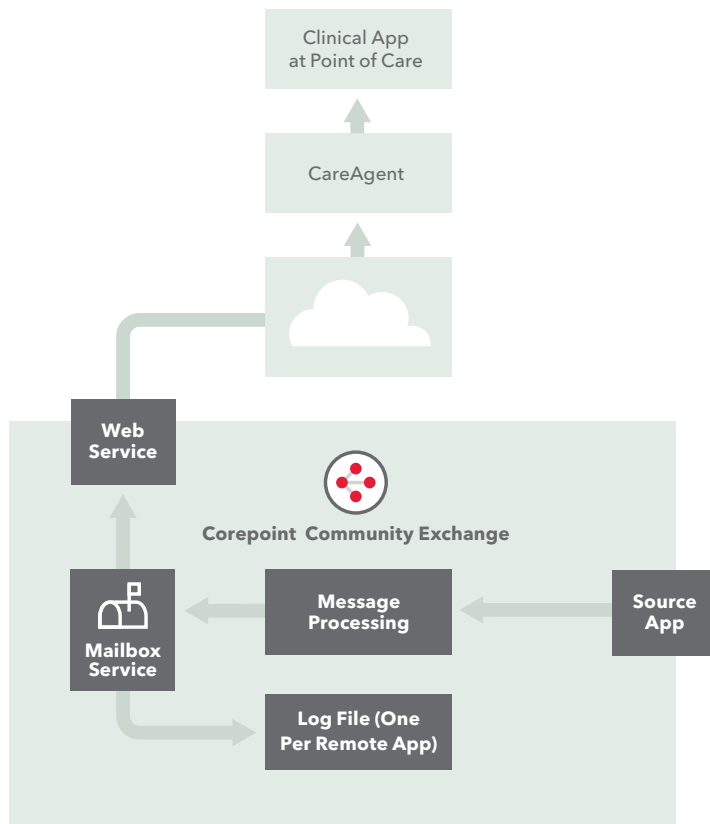 Clinical App
at Point of Care
CareAgent
Web
Service
Corepoint Community Exchange
Mailbox
Service
Message
Processing
Source
App
Log File (One
Per Remote App)